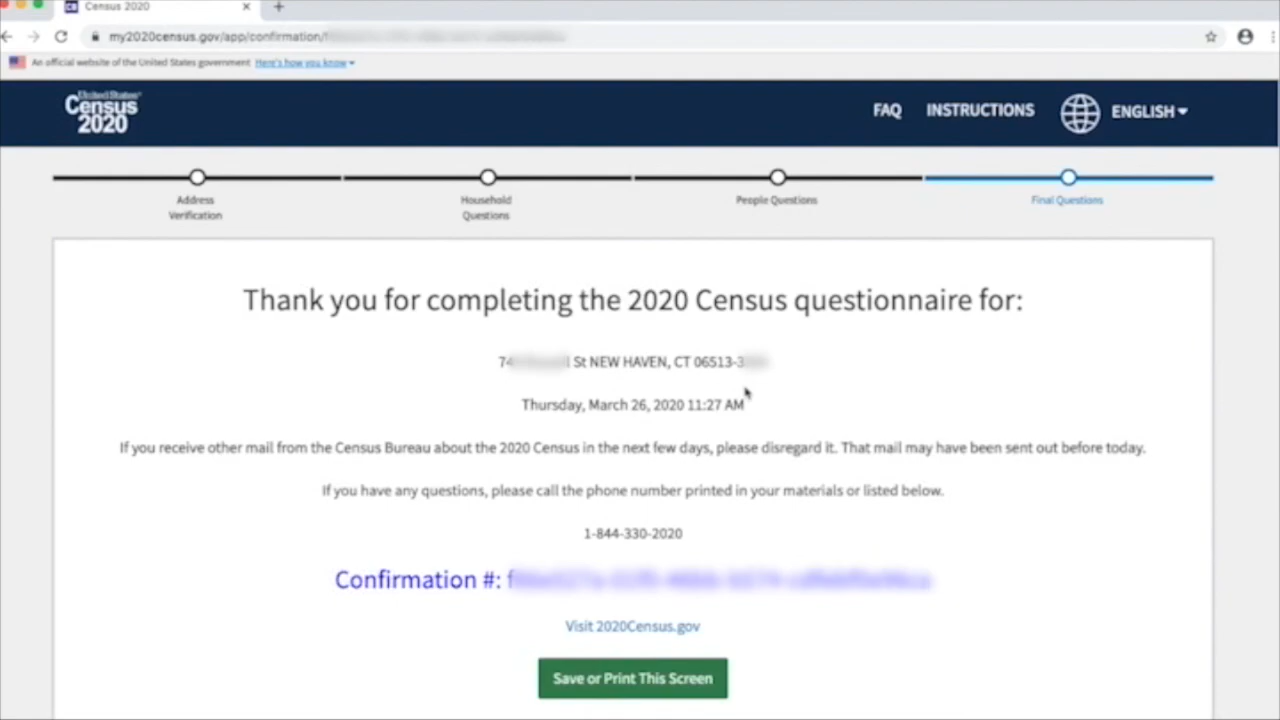 Census 2020
my2020census.gov/app/confirmation/f
An official website of the United States government Here's how you know
United States®
Census
2020
FAQ INSTRUCTIONS ENGLISH
Address
Verification
Household
Questions
People Questions
Final Questions
Thank you for completing the 2020 Census questionnaire for:
74 St NEW HAVEN, CT 06513-3
Thursday, March 26, 2020 11:27 AM
If you receive other mail from the Census Bureau about the 2020 Census in the next few days, please disregard it. That mail may have been sent out before today.
If you have any questions, please call the phone number printed in your materials or listed below.
1-844-330-2020
Confirmation #: f
Visit 2020Census.gov
Save or Print This Screen